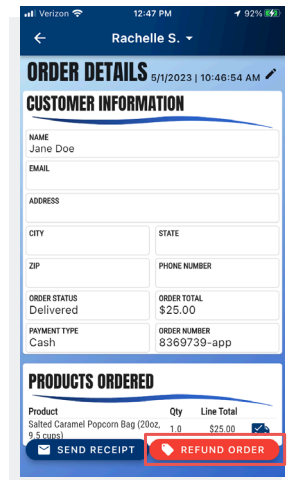 Verizon 12:47 PM 92%
Rachelle S.
ORDER DETAILS 5/1/2023 | 10:46:54 AM
CUSTOMER INFORMATION
NAME
Jane Doe
EMAIL
ADDRESS
CITY STATE
ZIP PHONE NUMBER
ORDER STATUS ORDER TOTAL
Delivered $25.00
PAYMENT TYPE ORDER NUMBER
Cash 8369739-app
PRODUCTS ORDERED
Product Qty Line Total
Salted Caramel Popcorn Bag (20oz, 1.0 $25.00
9.5 cups)
SEND RECEIPT REFUND ORDER